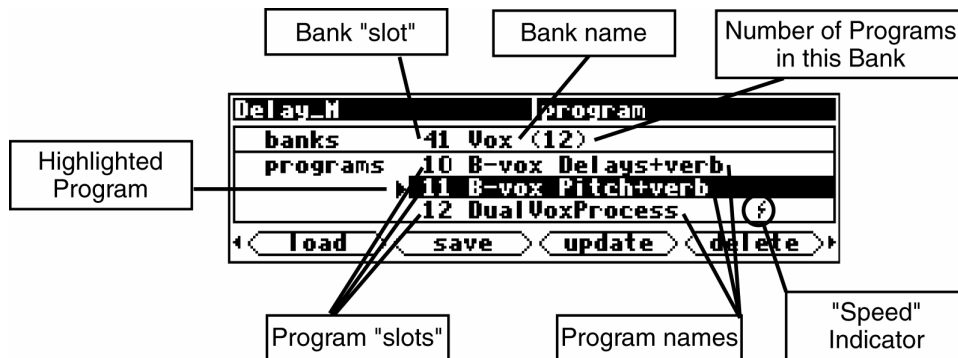 Bank "slot"
Bank name
Number of Programs
in this Bank
Delay_M program
banks 41 Vox (12)
Highlighted
Program
programs 10 B-vox Delays+verb
11 B-vox Pitch+verb
12 DualVoxProcess
load save update delete
Program "slots"
Program names
"Speed"
Indicator